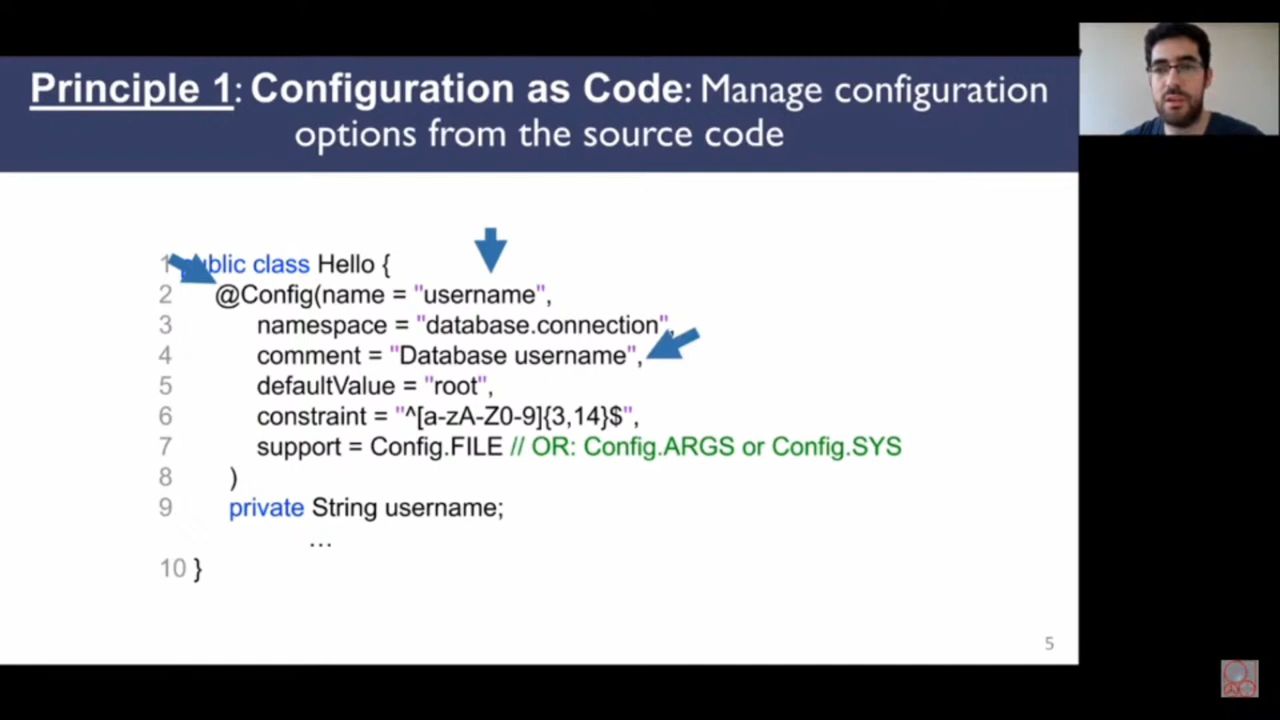 Principle 1: Configuration as Code: Manage configuration
options from the source code
1 public class Hello {
2 @Config(name = "username",
3 namespace = "database.connection",
4 comment = "Database username",
5 defaultValue = "root",
6 constraint = "^[a-zA-Z0-9]{3,14}$",
7 support = Config.FILE // OR: Config.ARGS or Config.SYS
8 )
9 private String username;
...
10 }
5